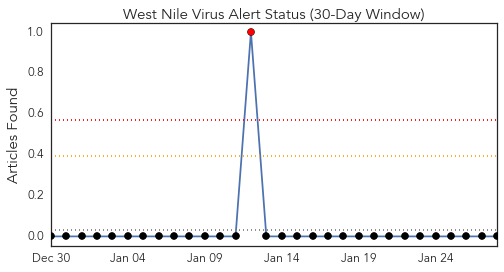 West Nile Virus Alert Status (30-Day Window)
Articles Found
1.0
0.8
0.6
0.4
0.2
0.0
Dec 30 Jan 04 Jan 09 Jan 14 Jan 19 Jan 24